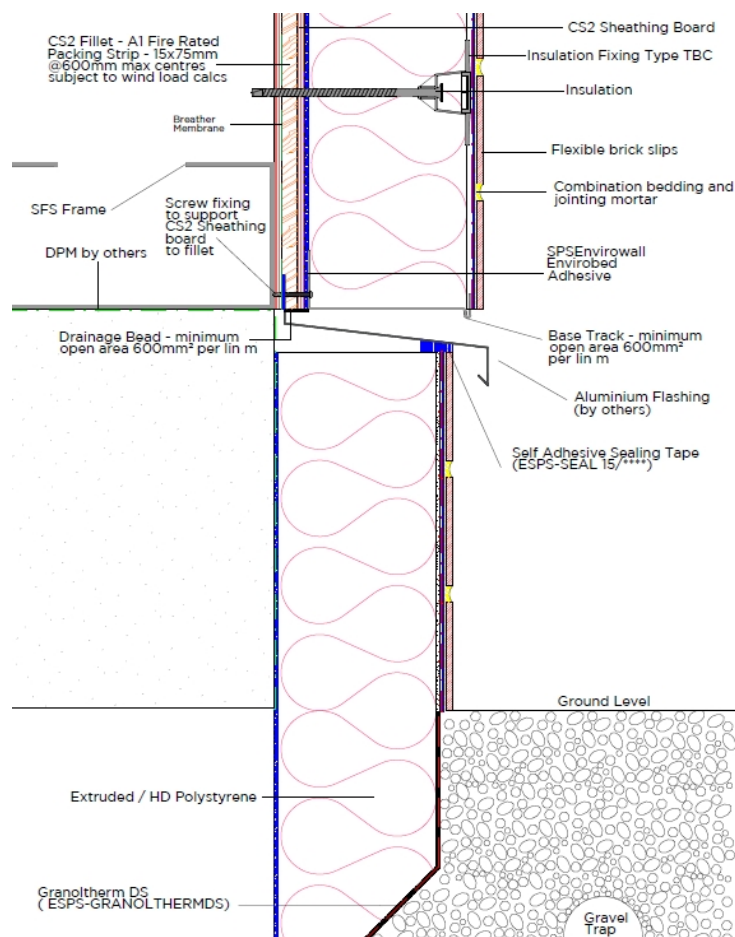 CS2 Fillet - A1 Fire Rated
Packing Strip - 15x75mm
@600mm max centres
subject to wind load calcs
CS2 Sheathing Board
Insulation Fixing Type TBC
Insulation
Breather
Membrane
Flexible brick slips
Combination bedding and
jointing mortar
SFS Frame
Screw fixing
to support
CS2 Sheathing
board
to fillet
DPM by others
SPSEnvirowall
Envirobed
Adhesive
Drainage Bead - minimum
open area 600mm² per lin m
Base Track - minimum
open area 600mm²
per lin m
Aluminium Flashing
(by others)
Self Adhesive Sealing Tape
(ESPS-SEAL 15/****)
Ground Level
Extruded / HD Polystyrene
Granoltherm DS
( ESPS-GRANOLTHERMDS)
Gravel
Trap